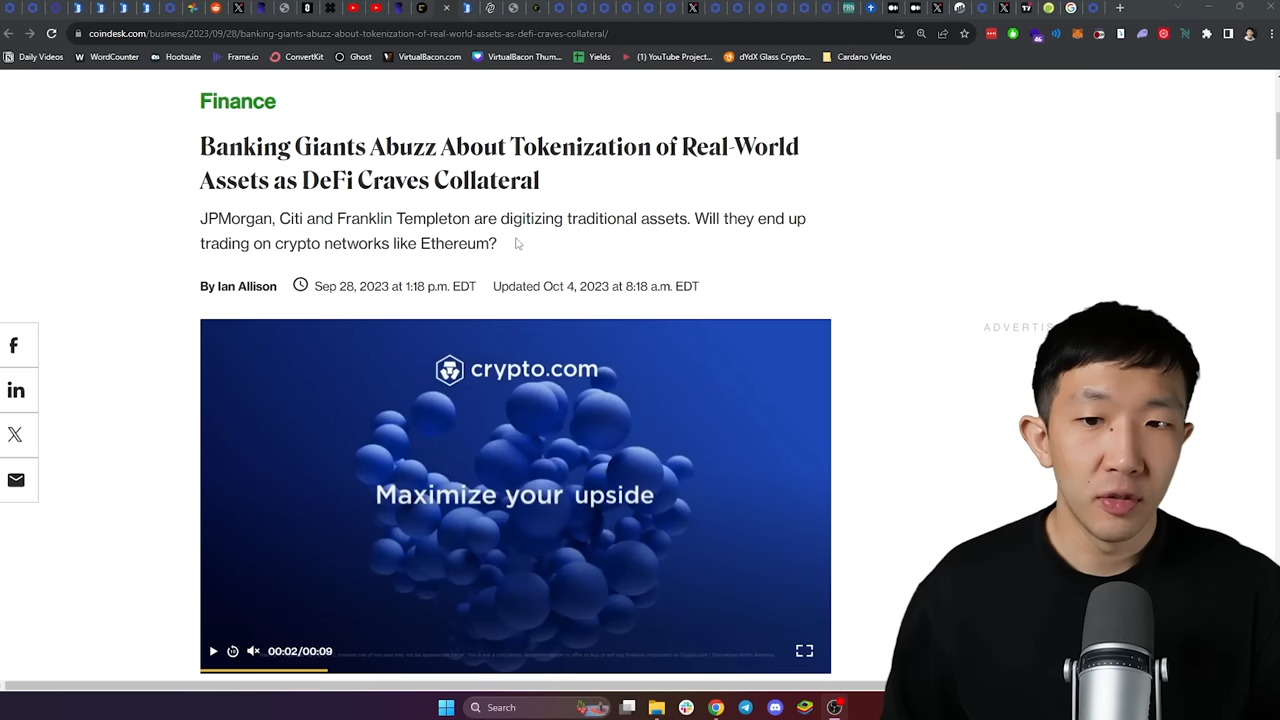 coindesk.com/business/2023/09/28/banking-giants-abuzz-about-tokenization-of-real-world-assets-as-defi-craves-collateral/
Daily Videos WordCounter Hootsuite Frame.io ConvertKit Ghost VirtualBacon.com VirtualBacon Thum... Yields (1) YouTube Project... dYdX Glass Crypto... Cardano Video
Finance
Banking Giants Abuzz About Tokenization of Real-World
Assets as DeFi Craves Collateral
JPMorgan, Citi and Franklin Templeton are digitizing traditional assets. Will they end up
trading on crypto networks like Ethereum?
By Ian Allison Sep 28, 2023 at 1:18 p.m. EDT Updated Oct 4, 2023 at 8:18 a.m. EDT
ADVERTIS
crypto.com
Maximize your upside
00:02/00:09
Search